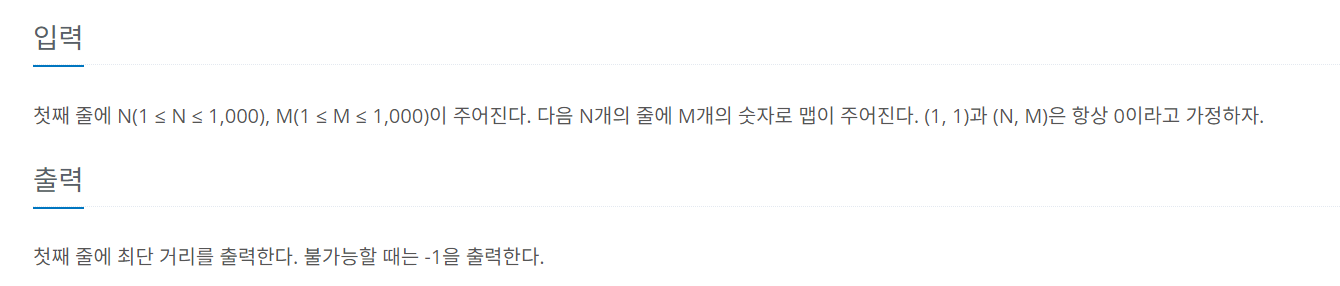 입력
첫째 줄에 N(1 ≤ N ≤ 1,000), M(1 ≤ M ≤ 1,000)이 주어진다. 다음 N개의 줄에 M개의 숫자로 맵이 주어진다. (1, 1)과 (N, M)은 항상 0이라고 가정하자.
출력
첫째 줄에 최단 거리를 출력한다. 불가능할 때는 -1을 출력한다.